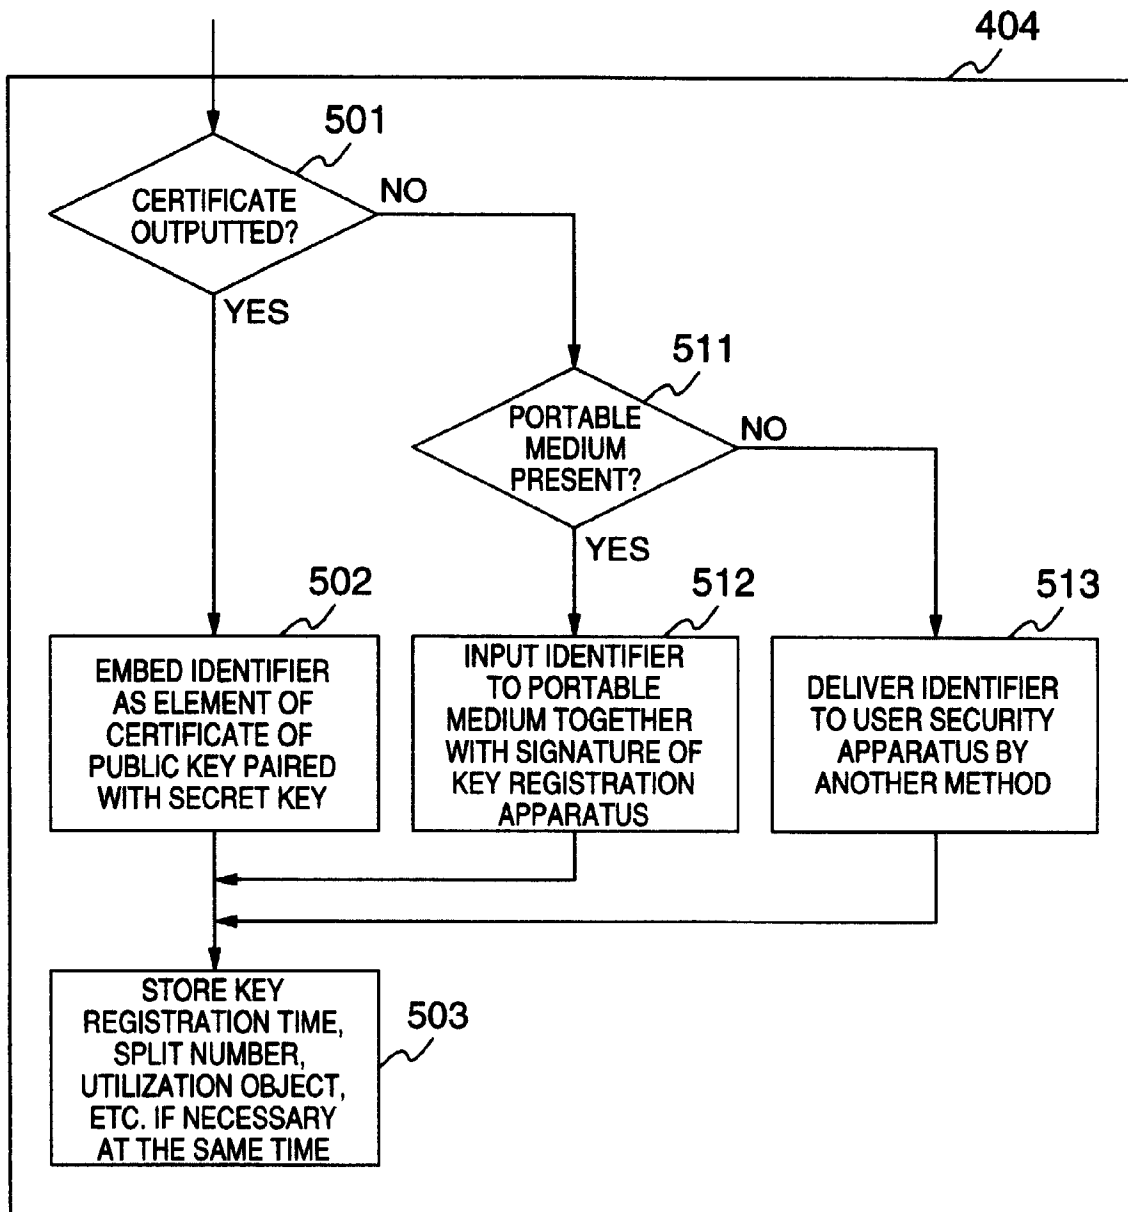 404
501
CERTIFICATE
OUTPUTTED?
NO
YES
511
PORTABLE
MEDIUM
PRESENT?
NO
YES
502
EMBED IDENTIFIER
AS ELEMENT OF
CERTIFICATE OF
PUBLIC KEY PAIRED
WITH SECRET KEY
512
INPUT IDENTIFIER
TO PORTABLE
MEDIUM TOGETHER
WITH SIGNATURE OF
KEY REGISTRATION
APPARATUS
513
DELIVER IDENTIFIER
TO USER SECURITY
APPARATUS BY
ANOTHER METHOD
STORE KEY
REGISTRATION TIME,
SPLIT NUMBER,
UTILIZATION OBJECT,
ETC. IF NECESSARY
AT THE SAME TIME
503